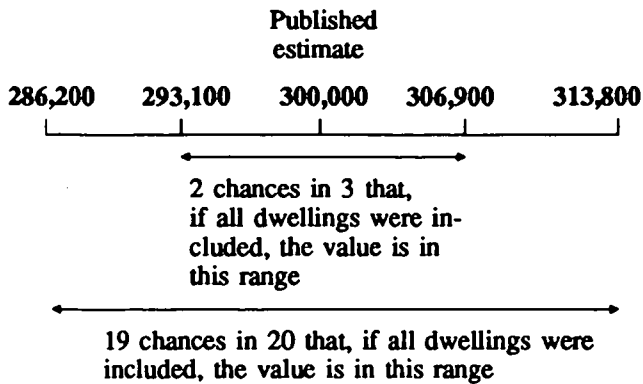 Published
estimate
286,200 293,100 300,000 306,900 313,800
2 chances in 3 that,
if all dwellings were in-
cluded, the value is in
this range
19 chances in 20 that, if all dwellings were
included, the value is in this range